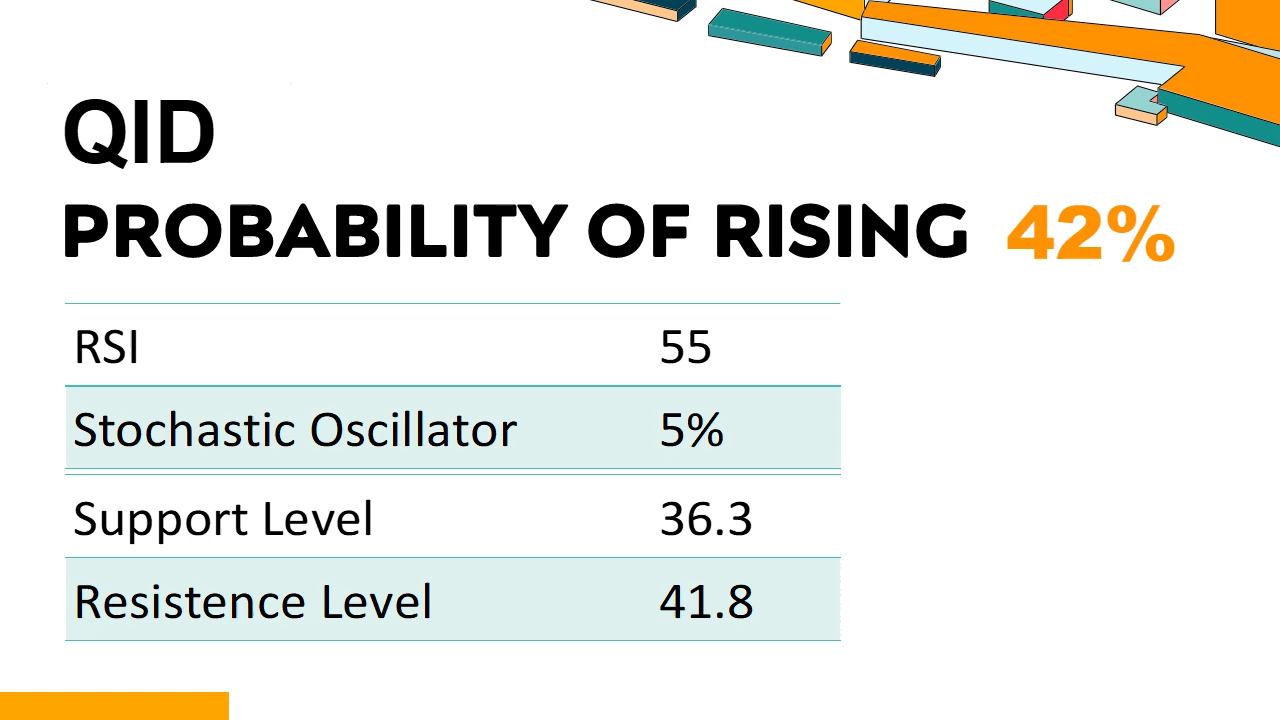 QID
PROBABILITY OF RISING 42%
RSI 55
Stochastic Oscillator 5%
Support Level 36.3
Resistence Level 41.8